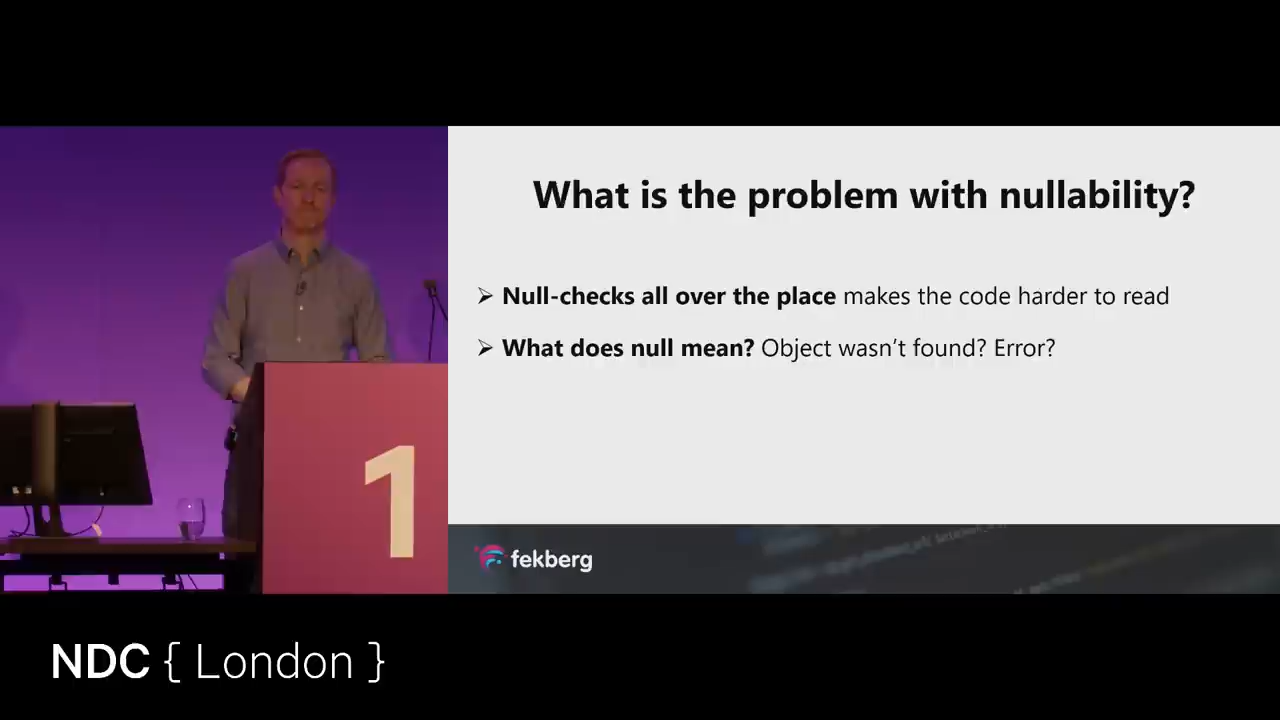 What is the problem with nullability?
➢ Null-checks all over the place makes the code harder to read
➢ What does null mean? Object wasn't found? Error?
1
fekberg
NDC { London }